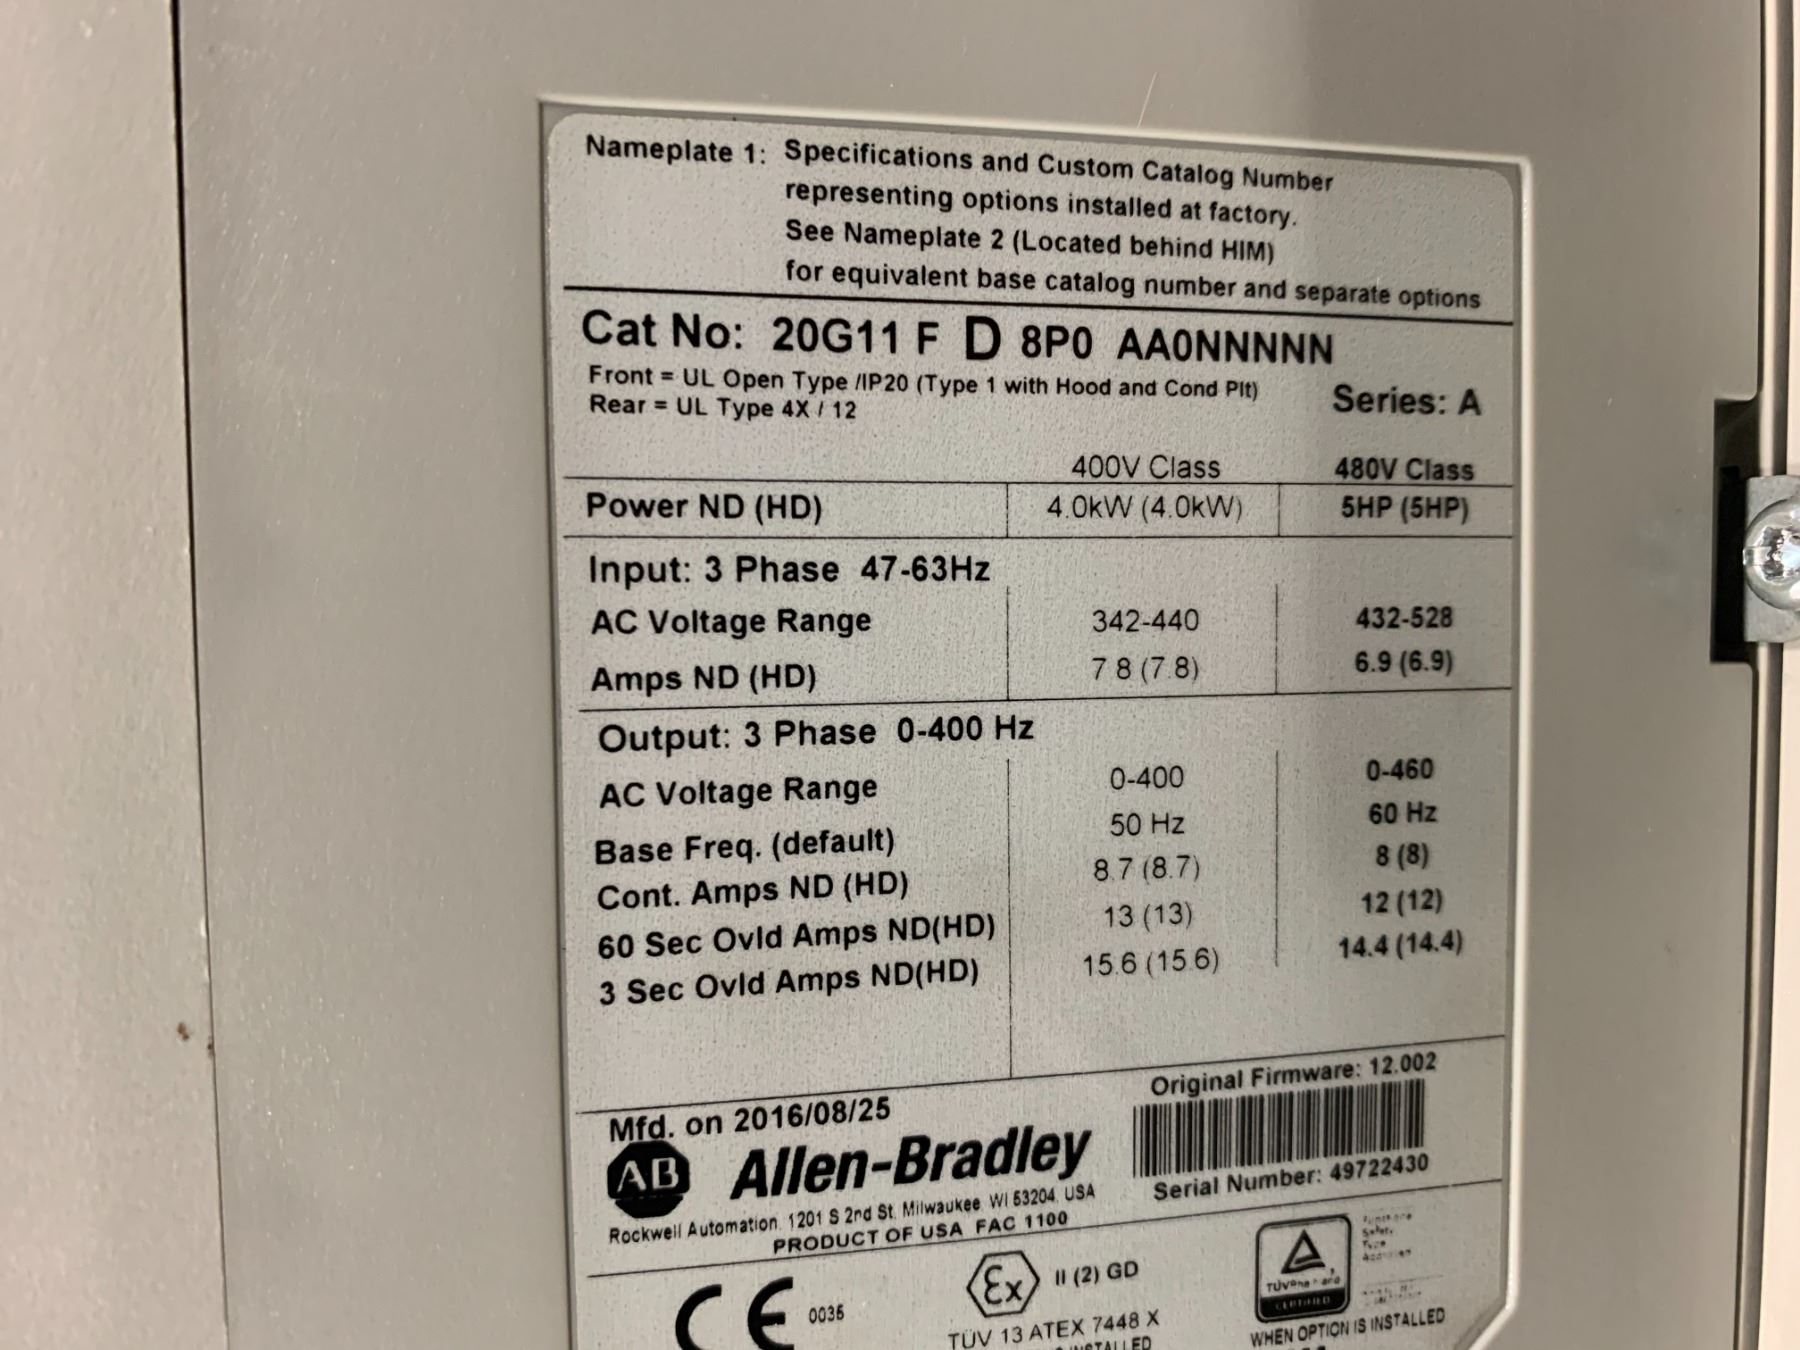 Nameplate 1: Specifications and Custom Catalog Number
representing options installed at factory.
See Nameplate 2 (Located behind HIM)
for equivalent base catalog number and separate options
Cat No: 20G11 F D 8P0 AA0NNNNN
Front = UL Open Type /IP20 (Type 1 with Hood and Cond Plt)
Rear = UL Type 4X / 12
Series: A
400V Class 480V Class
Power ND (HD) 4.0kW (4.0kW) 5HP (5HP)
Input: 3 Phase 47-63Hz
AC Voltage Range 342-440 432-528
Amps ND (HD) 7.8 (7.8) 6.9 (6.9)
Output: 3 Phase 0-400 Hz
AC Voltage Range 0-400 0-460
Base Freq. (default) 50 Hz 60 Hz
Cont. Amps ND (HD) 8.7 (8.7) 8 (8)
60 Sec Ovld Amps ND(HD) 13 (13) 12 (12)
3 Sec Ovld Amps ND(HD) 15.6 (15.6) 14.4 (14.4)
Original Firmware: 12.002
Mfd. on 2016/08/25
AB Allen-Bradley
Serial Number: 49722430
Rockwell Automation, 1201 S 2nd St. Milwaukee WI 53204, USA
PRODUCT OF USA FAC 1100
CE 0035
Ex II (2) GD
TÜV 13 ATEX 7448 X
CERTIFIED
WHEN OPTION IS INSTALLED